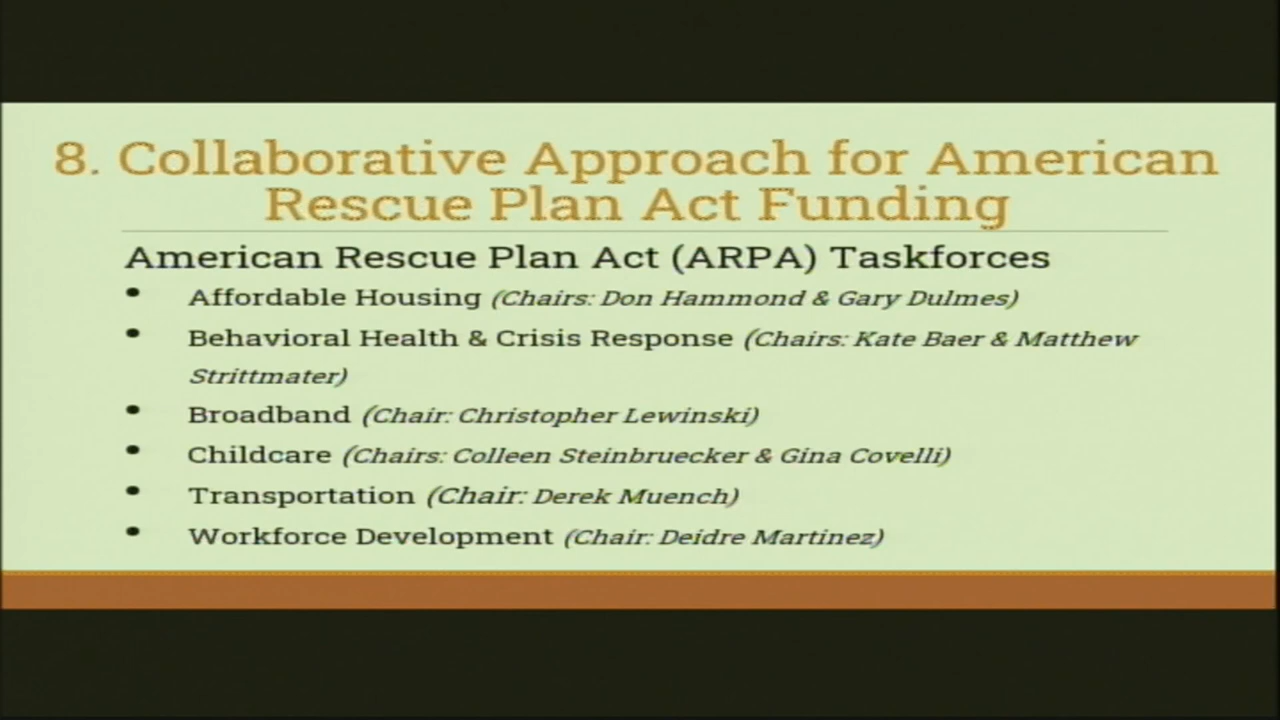 8. Collaborative Approach for American
Rescue Plan Act Funding
American Rescue Plan Act (ARPA) Taskforces
• Affordable Housing (Chairs: Don Hammond & Gary Dulmes)
• Behavioral Health & Crisis Response (Chairs: Kate Baer & Matthew
Strittmater)
• Broadband (Chair: Christopher Lewinski)
• Childcare (Chairs: Colleen Steinbruecker & Gina Covelli)
• Transportation (Chair: Derek Muench)
• Workforce Development (Chair: Deidre Martinez)